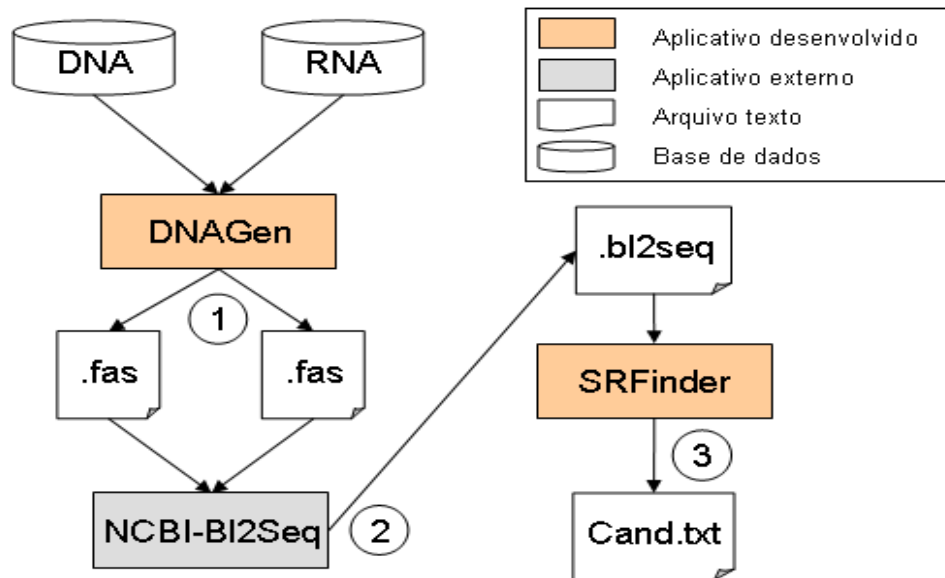 DNA
RNA
DNAGen
1
.fas
.fas
NCBI-Bl2Seq
2
Aplicativo desenvolvido
Aplicativo externo
Arquivo texto
Base de dados
.bl2seq
SRFinder
3
Cand.txt